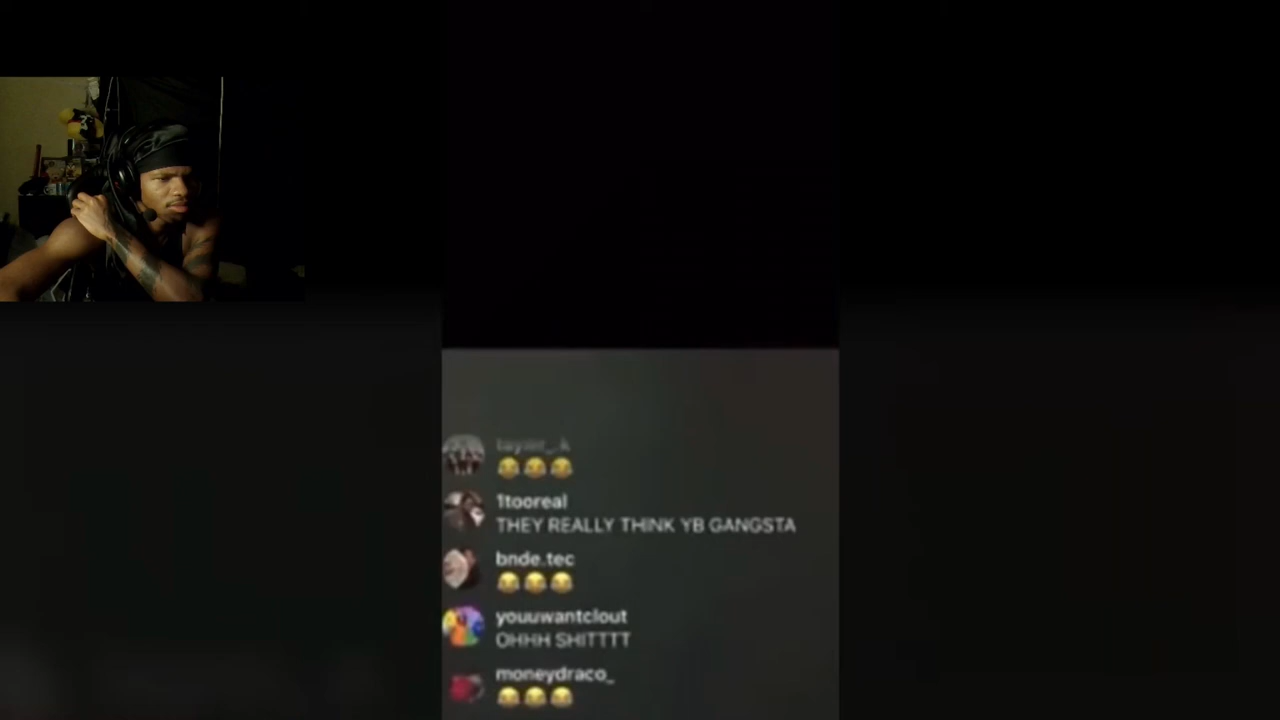 😂😂😂
1tooreal
THEY REALLY THINK YB GANGSTA
bnde.tec
😂😂😂
youuwantclout
OHHH SHITTTT
moneydraco_
😂😂😂